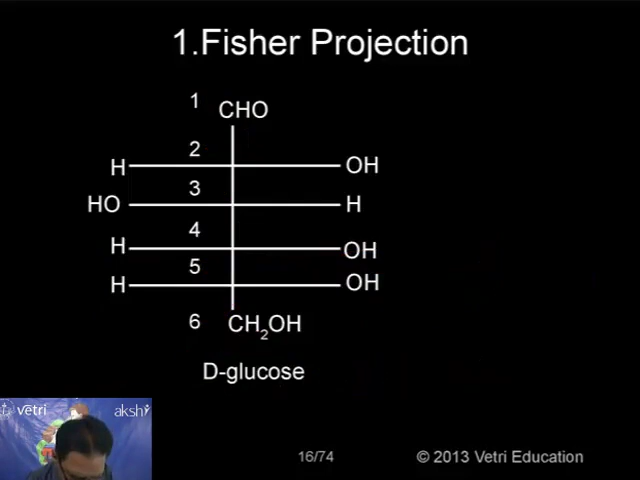 1.Fisher Projection
1 CHO
2
H OH
3
HO H
4
H OH
5
H OH
6 CH2OH
D-glucose
vetri akshi
16/74 © 2013 Vetri Education